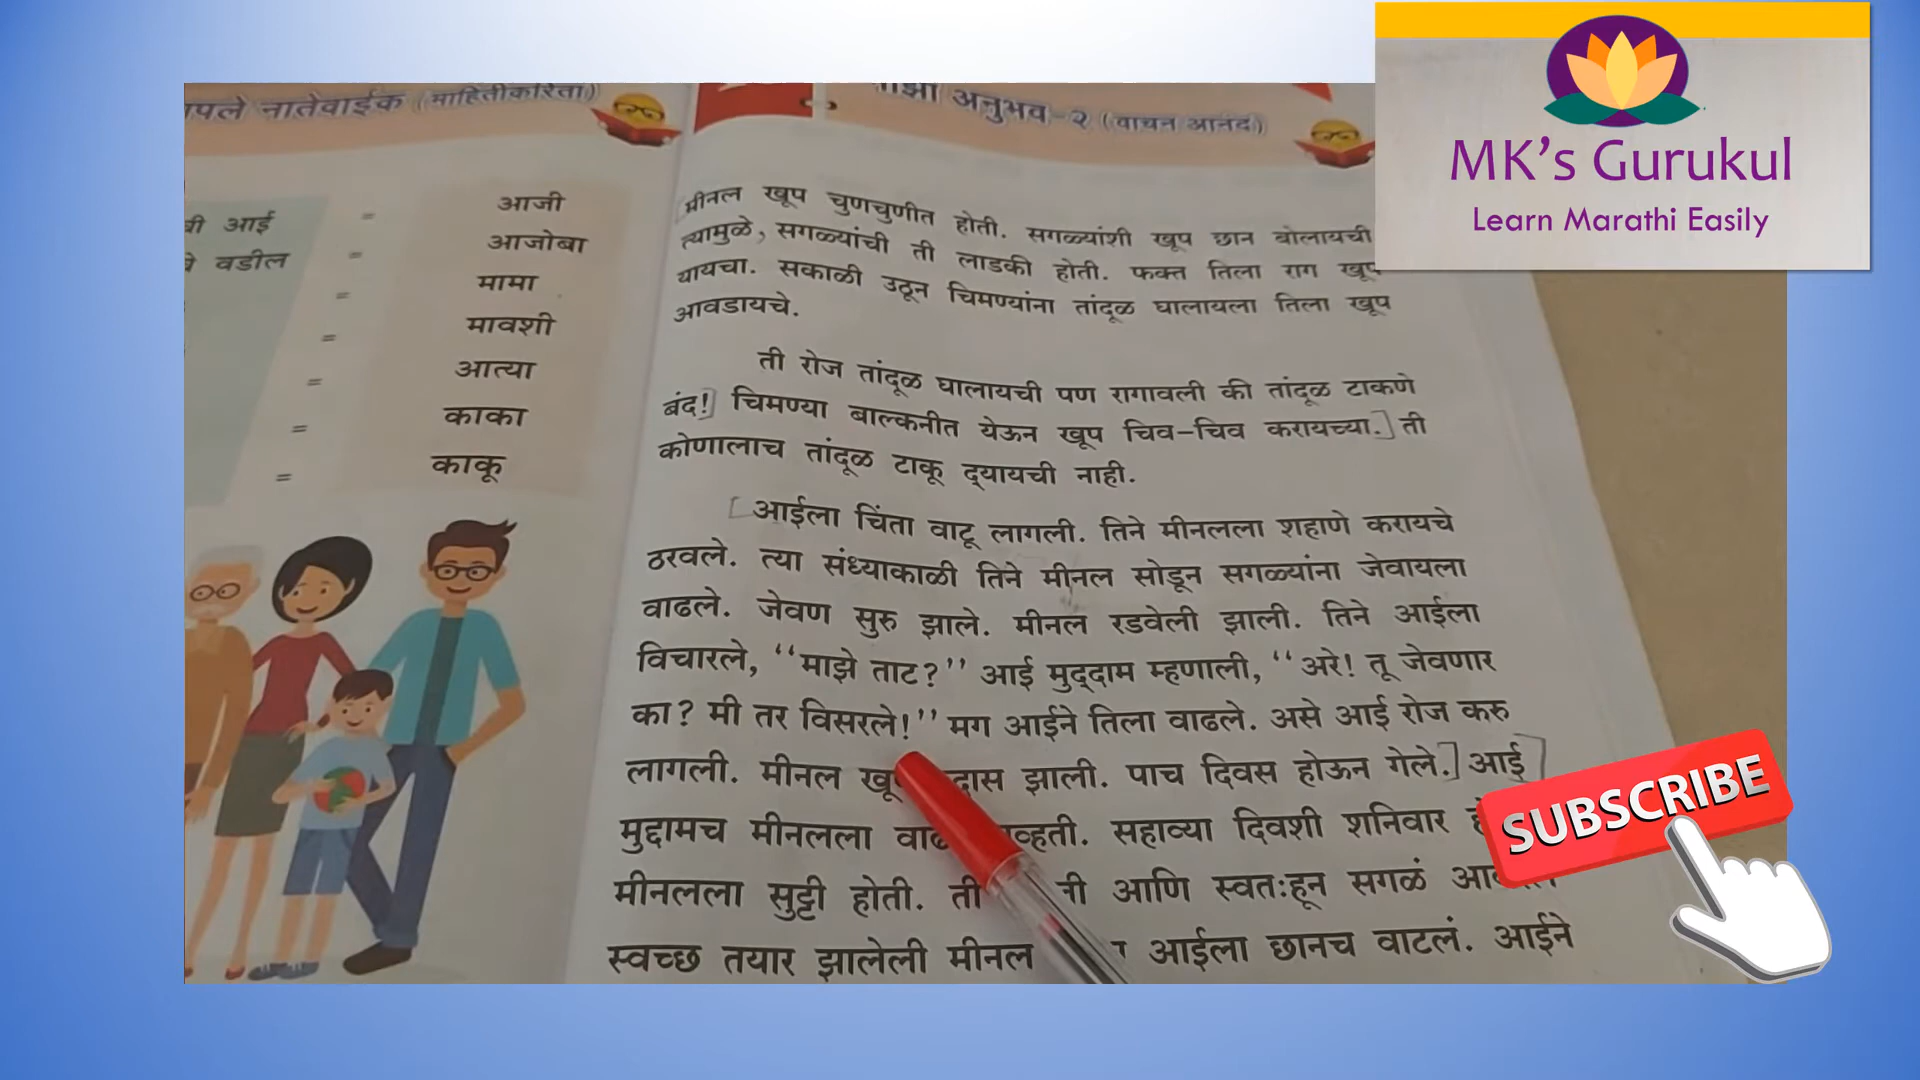 MK's Gurukul
Learn Marathi Easily
नातेवाईक (माहितीकरिता)
आई = आजी
वडील = आजोबा
= मामा
= मावशी
= आत्या
= काका
= काकू
अनुभव-२ (वाचन आनंद)
मीनल खूप चुणचुणीत होती. सगळ्यांशी खूप छान बोलायची
त्यामुळे, सगळ्यांची ती लाडकी होती. फक्त तिला राग खूप
यायचा. सकाळी उठून चिमण्यांना तांदूळ घालायला तिला खूप
आवडायचे.
ती रोज तांदूळ घालायची पण रागावली की तांदूळ टाकणे
बंद! चिमण्या बाल्कनीत येऊन खूप चिव-चिव करायच्या. ती
कोणालाच तांदूळ टाकू द्‌यायची नाही.
आईला चिंता वाटू लागली. तिने मीनलला शहाणे करायचे
ठरवले. त्या संध्याकाळी तिने मीनल सोडून सगळ्यांना जेवायला
वाढले. जेवण सुरु झाले. मीनल रडवेली झाली. तिने आईला
विचारले, ‘‘माझे ताट?’’ आई मुद्‌दाम म्हणाली, ‘‘अरे! तू जेवणार
का? मी तर विसरले!’’ मग आईने तिला वाढले. असे आई रोज करु
लागली. मीनल झाली. पाच दिवस होऊन गेले. आई
मुद्दामच मीनलला सहाव्या दिवशी शनिवार
मीनलला सुट्टी होती. ती आणि स्वतःहून सगळं
स्वच्छ तयार झालेली मीनल आईला छानच वाटलं. आईने
SUBSCRIBE